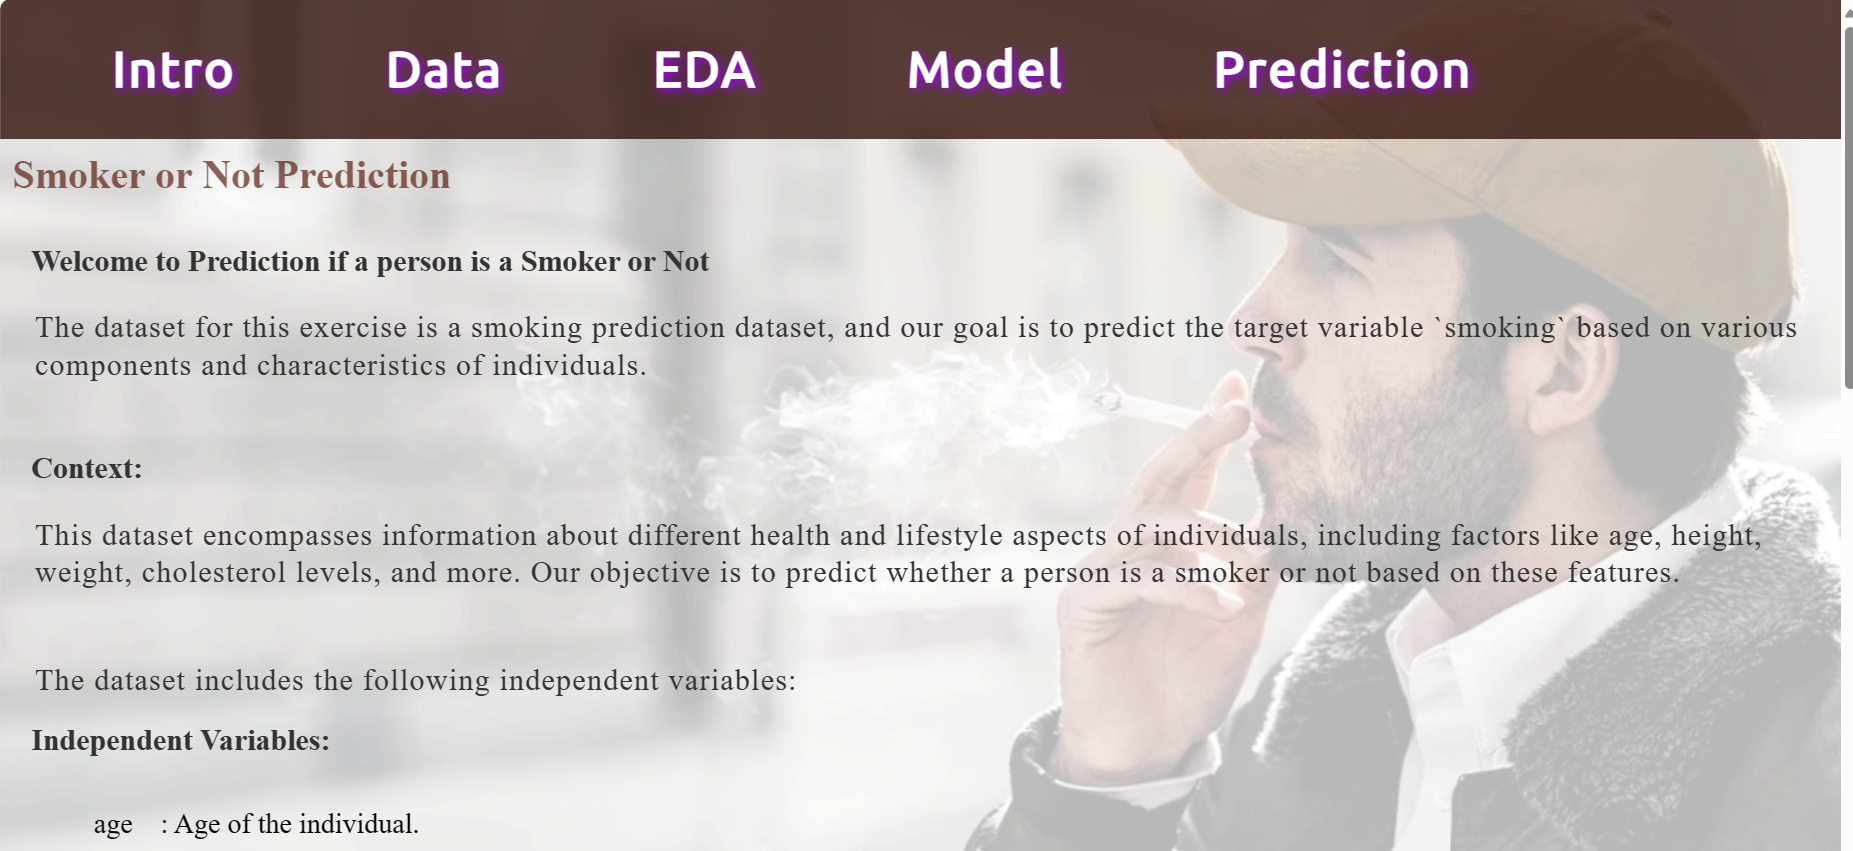 Intro Data EDA Model Prediction
Smoker or Not Prediction
Welcome to Prediction if a person is a Smoker or Not
The dataset for this exercise is a smoking prediction dataset, and our goal is to predict the target variable `smoking` based on various
components and characteristics of individuals.
Context:
This dataset encompasses information about different health and lifestyle aspects of individuals, including factors like age, height,
weight, cholesterol levels, and more. Our objective is to predict whether a person is a smoker or not based on these features.
The dataset includes the following independent variables:
Independent Variables:
age : Age of the individual.